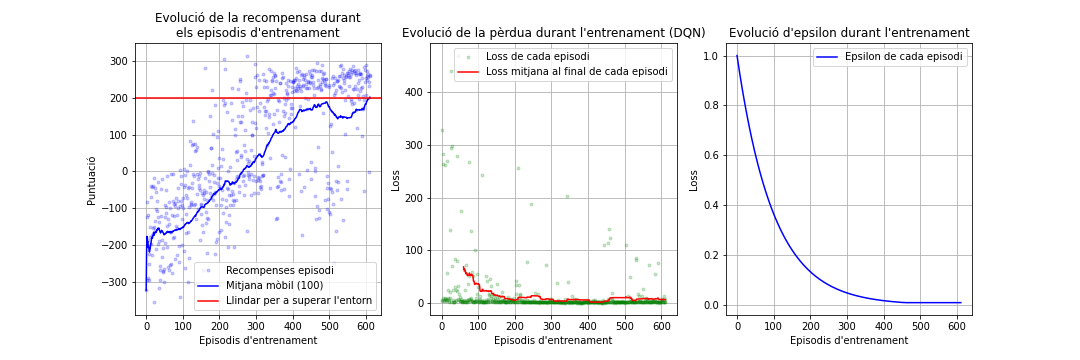 Evolució de la recompensa durant
els episodis d'entrenament
300
200
100
0
−100
−200
−300
Puntuació
Recompenses episodi
Mitjana mòbil (100)
Llindar per a superar l'entorn
0 100 200 300 400 500 600
Episodis d'entrenament
Evolució de la pèrdua durant l'entrenament (DQN)
Loss de cada episodi
Loss mitjana al final de cada episodi
400
300
200
100
0
Loss
0 100 200 300 400 500 600
Episodis d'entrenament
Evolució d'epsilon durant l'entrenament
Epsilon de cada episodi
1.0
0.8
0.6
0.4
0.2
0.0
Loss
0 100 200 300 400 500 600
Episodis d'entrenament